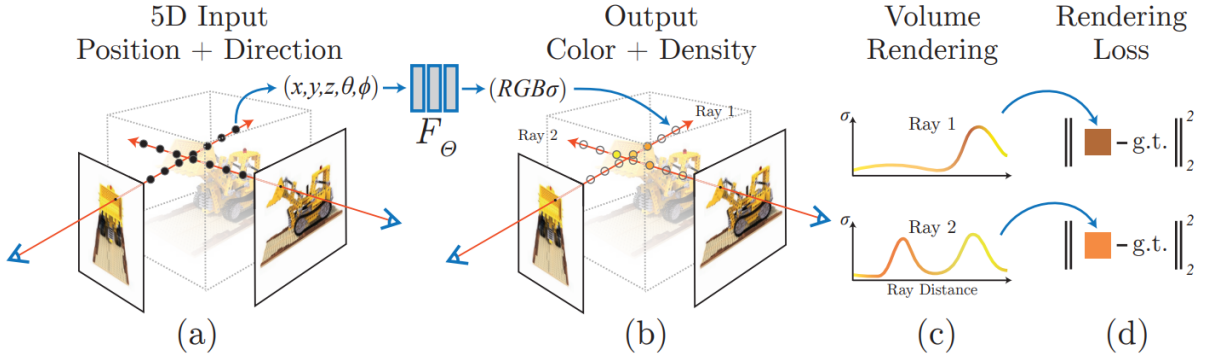 5D Input
Position + Direction
Output
Color + Density
Volume
Rendering
Rendering
Loss
(x,y,z,θ,ϕ)
F_Θ
(RGBσ)
Ray 1
Ray 2
σ
Ray 1
‖ – g.t. ‖₂²
σ
Ray 2
Ray Distance
‖ – g.t. ‖₂²
(a)
(b)
(c)
(d)